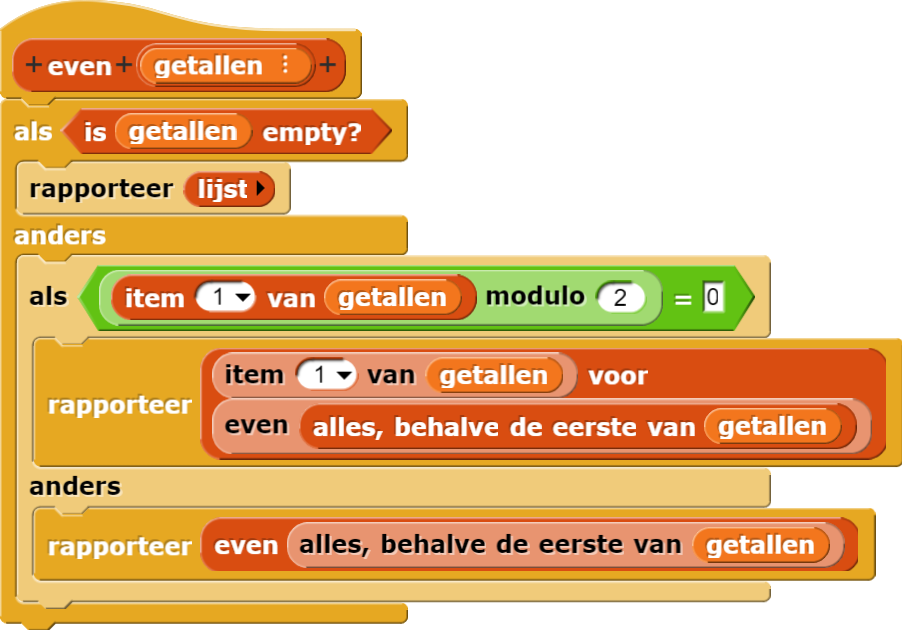 + even + getallen ⋮ +
als is getallen empty?
rapporteer lijst
anders
als item 1 van getallen modulo 2 = 0
item 1 van getallen voor
rapporteer
even alles, behalve de eerste van getallen
anders
rapporteer even alles, behalve de eerste van getallen